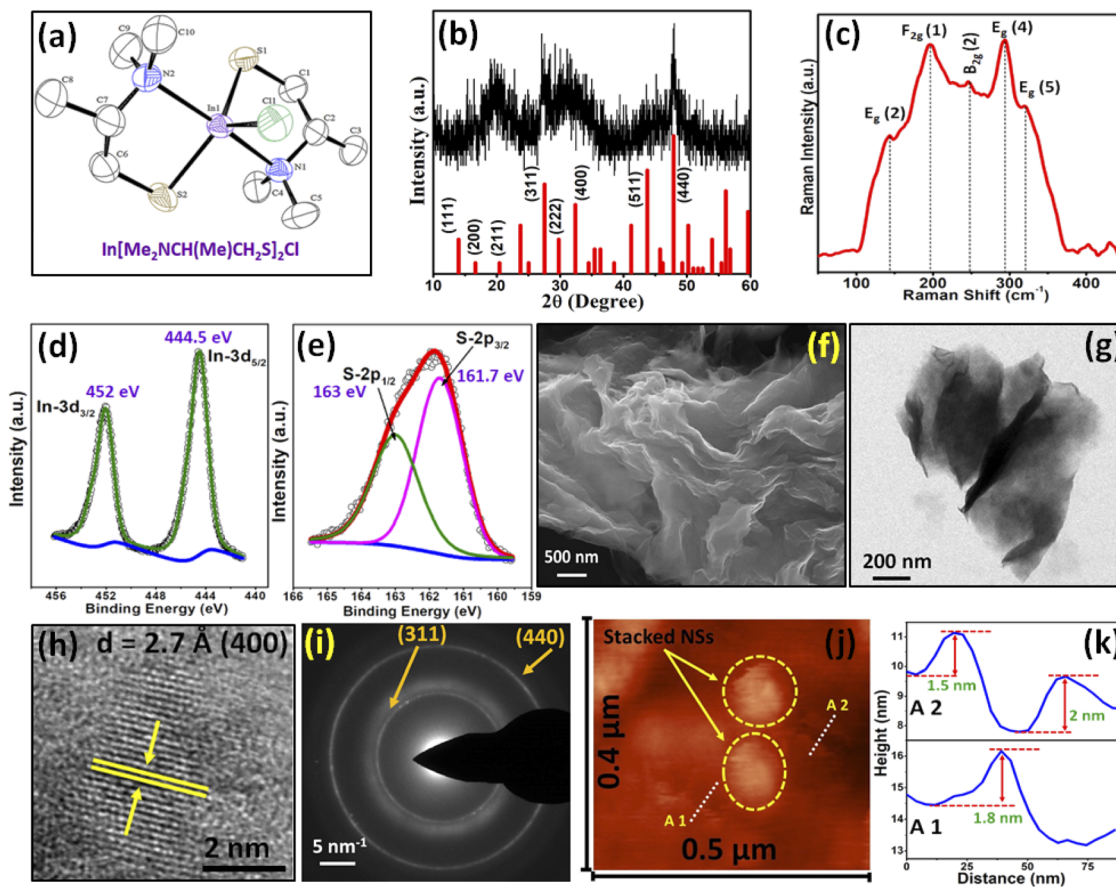 (a)
C9
C10
S1
C8
N2
C1
C7
In1
Cl1
C2
C3
C6
N1
S2
C4
C5
In[Me₂NCH(Me)CH₂S]₂Cl
(b)
Intensity (a.u.)
(111)
(200)
(211)
(311)
(222)
(400)
(511)
(440)
10 20 30 40 50 60
2θ (Degree)
(c)
Raman Intensity (a.u.)
E₉ (2)
F₂g (1)
B₂g (2)
Eg (4)
Eg (5)
100 200 300 400
Raman Shift (cm⁻¹)
(d)
444.5 eV
In-3d₅/₂
452 eV
In-3d₃/₂
Intensity (a.u.)
456 452 448 444 440
Binding Energy (eV)
(e)
S-2p₃/₂
161.7 eV
S-2p₁/₂
163 eV
Intensity (a.u.)
166 165 164 163 162 161 160 159
Binding Energy (eV)
(f)
500 nm
(g)
200 nm
(h)
d = 2.7 Å (400)
2 nm
(i)
(311)
(440)
5 nm⁻¹
(j)
Stacked NSs
A 2
A 1
0.4 μm
0.5 μm
(k)
11
10
9
8
1.5 nm
2 nm
A 2
Height (nm)
16
15
14
13
1.8 nm
A 1
0 25 50 75
Distance (nm)